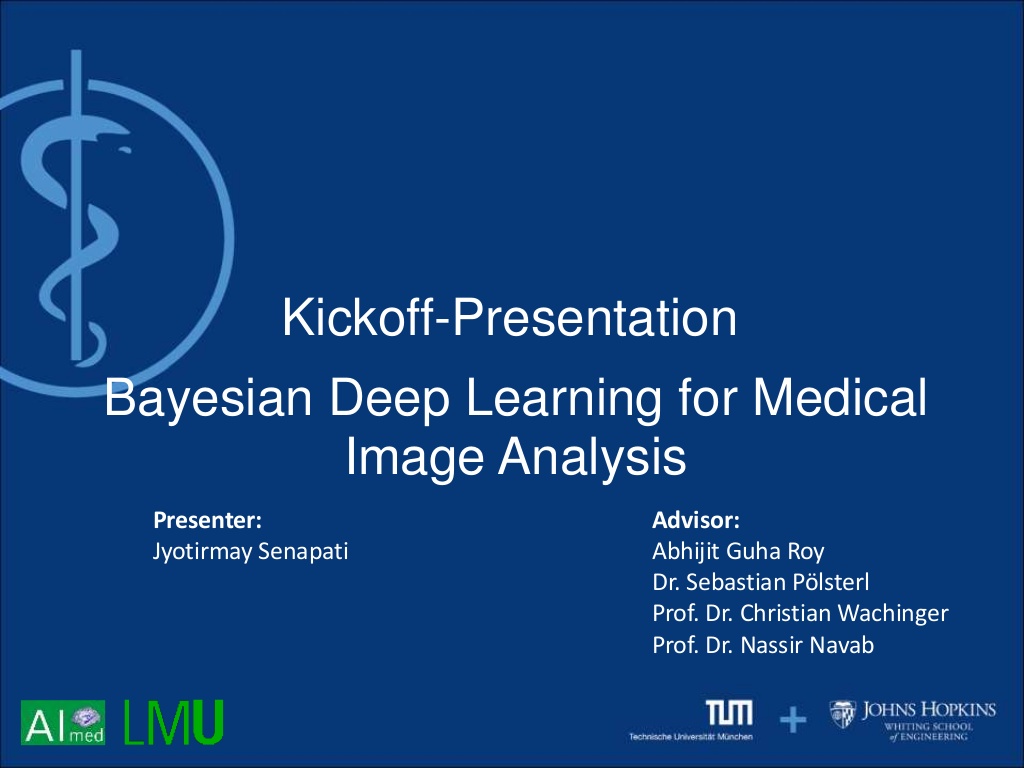 Kickoff-Presentation
Bayesian Deep Learning for Medical
Image Analysis
Presenter:
Jyotirmay Senapati
Advisor:
Abhijit Guha Roy
Dr. Sebastian Pölsterl
Prof. Dr. Christian Wachinger
Prof. Dr. Nassir Navab
AI med
LMU
TUM
Technische Universität München
+
JOHNS HOPKINS
WHITING SCHOOL
of ENGINEERING